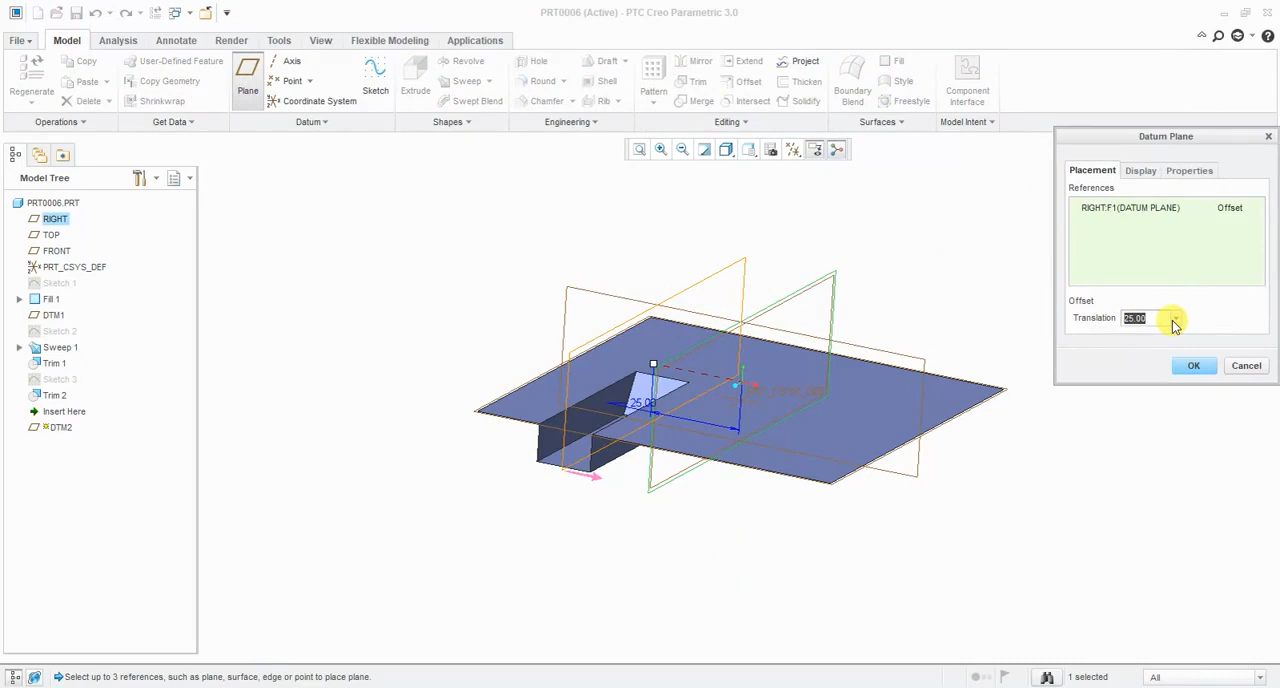 PRT0006 (Active) - PTC Creo Parametric 3.0
File Model Analysis Annotate Render Tools View Flexible Modeling Applications
Regenerate Copy Paste Delete
User-Defined Feature Copy Geometry Shrinkwrap
Plane Axis Point Coordinate System Sketch
Extrude Revolve Sweep Swept Blend
Hole Round Chamfer Draft Shell Rib
Pattern Mirror Trim Merge Extend Offset Intersect Project Thicken Solidify
Boundary Blend Fill Style Freestyle
Component Interface
Operations Get Data Datum Shapes Engineering Editing Surfaces Model Intent
Model Tree
PRT0006.PRT
RIGHT
TOP
FRONT
PRT_CSYS_DEF
Sketch 1
Fill 1
DTM1
Sketch 2
Sweep 1
Trim 1
Sketch 3
Trim 2
Insert Here
DTM2
25.00
Datum Plane
Placement Display Properties
References
RIGHT:F1(DATUM PLANE) Offset
Offset
Translation 25.00
OK Cancel
Select up to 3 references, such as plane, surface, edge or point to place plane.
1 selected
All